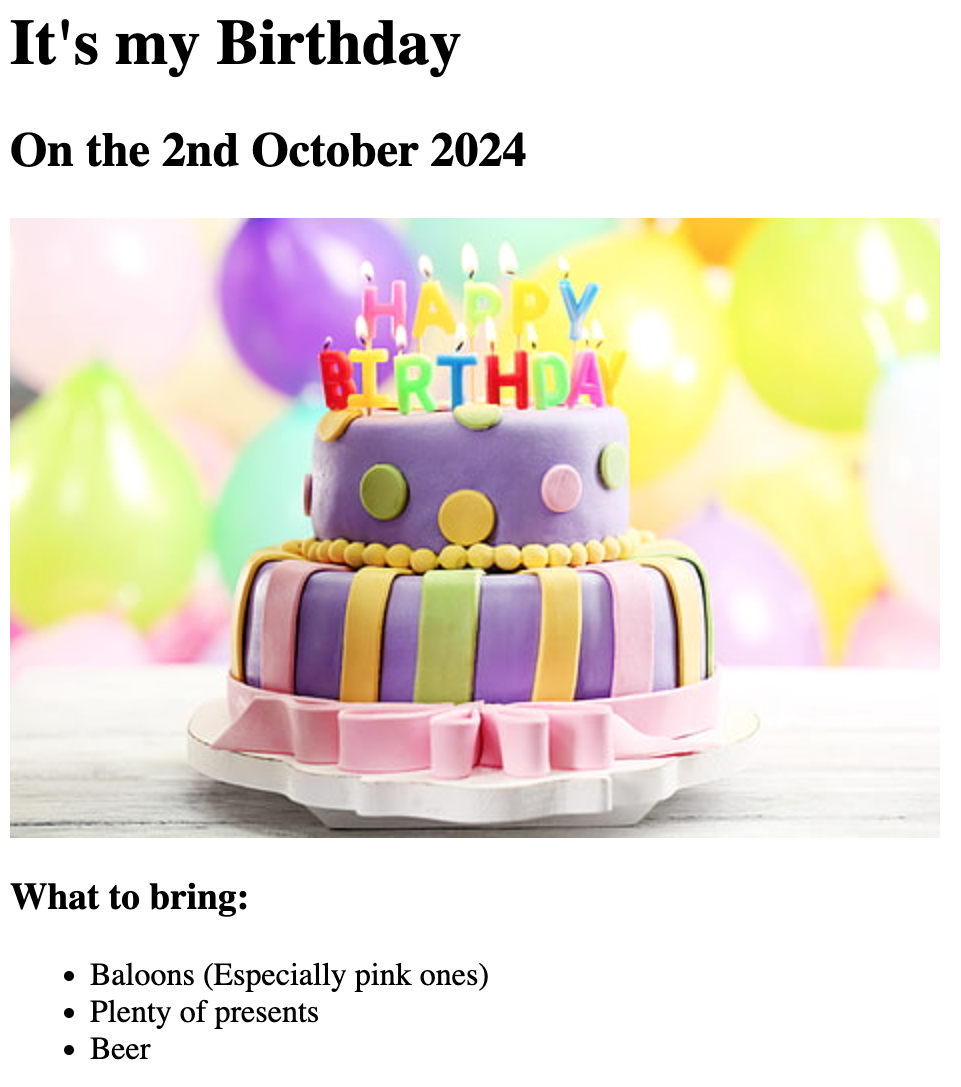 It's my Birthday
On the 2nd October 2024
HAPPY
BIRTHDAY
What to bring:
Baloons (Especially pink ones)
Plenty of presents
Beer